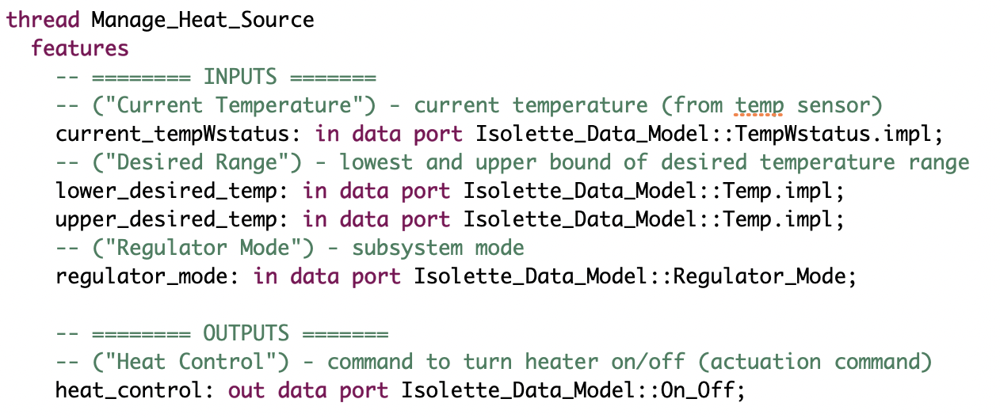 thread Manage_Heat_Source
features
-- ======== INPUTS =======
-- ("Current Temperature") - current temperature (from temp sensor)
current_tempWstatus: in data port Isolette_Data_Model::TempWstatus.impl;
-- ("Desired Range") - lowest and upper bound of desired temperature range
lower_desired_temp: in data port Isolette_Data_Model::Temp.impl;
upper_desired_temp: in data port Isolette_Data_Model::Temp.impl;
-- ("Regulator Mode") - subsystem mode
regulator_mode: in data port Isolette_Data_Model::Regulator_Mode;
-- ======== OUTPUTS =======
-- ("Heat Control") - command to turn heater on/off (actuation command)
heat_control: out data port Isolette_Data_Model::On_Off;